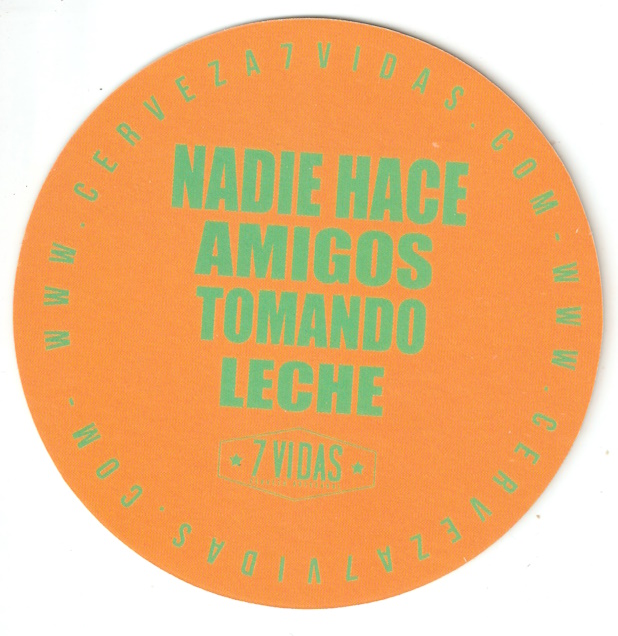 WWW.CERVEZA7VIDAS.COM-WWW.CERVEZA7VIDAS.COM-
NADIE HACE
AMIGOS
TOMANDO
LECHE
7 VIDAS